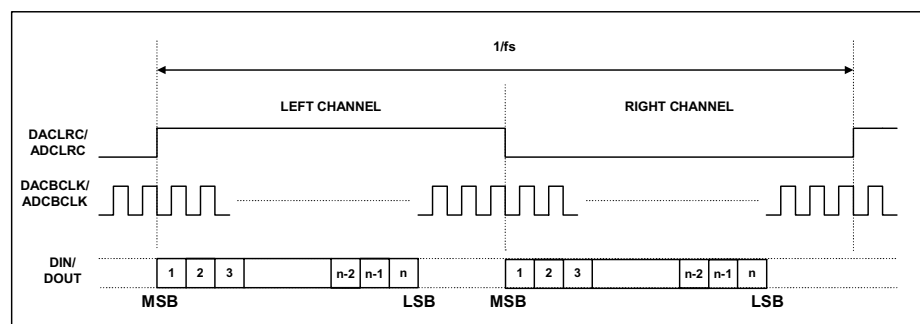 1/fs
LEFT CHANNEL
RIGHT CHANNEL
DACLRC/
ADCLRC
DACBCLK/
ADCBCLK
DIN/
DOUT
1 2 3 n-2 n-1 n 1 2 3 n-2 n-1 n
MSB LSB MSB LSB